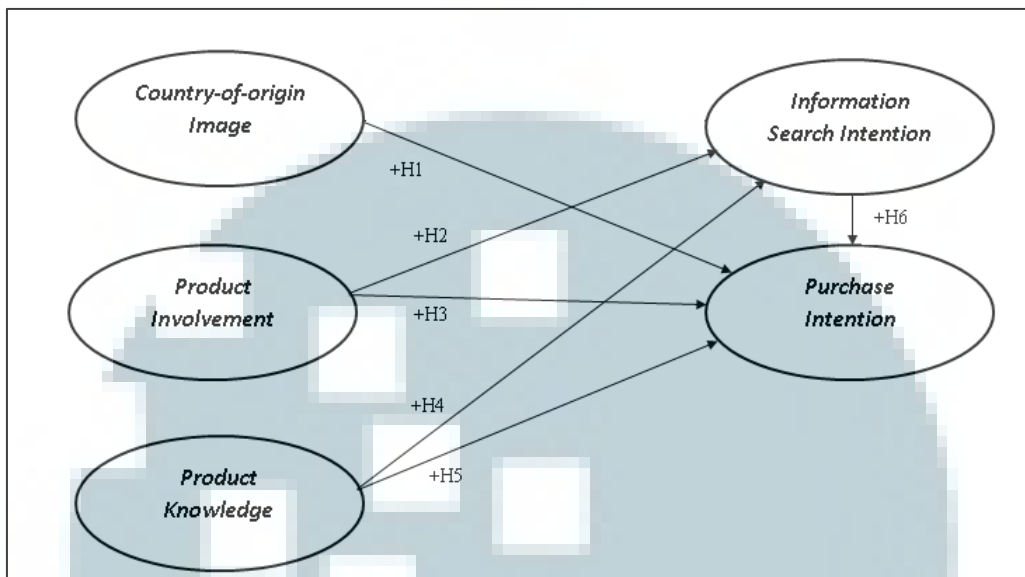 Country-of-origin
Image
Information
Search Intention
+H1
+H6
+H2
Product
Involvement
Purchase
Intention
+H3
+H4
Product
Knowledge
+H5